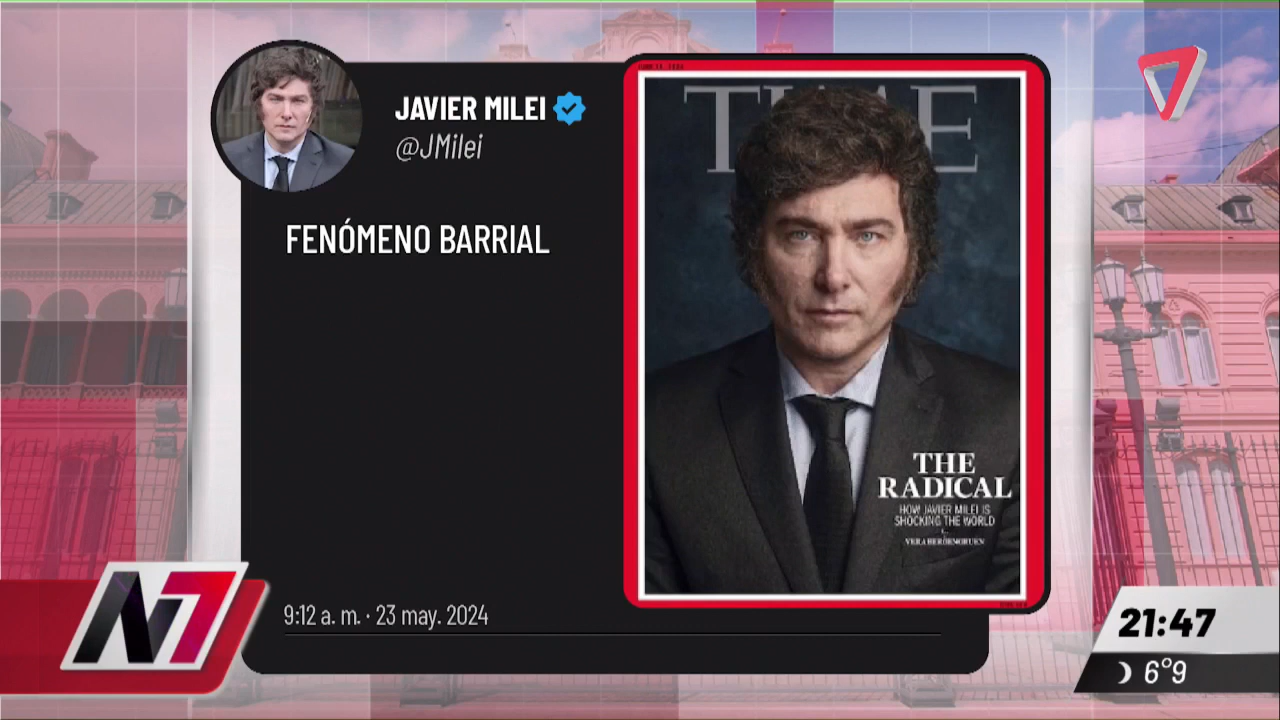 JAVIER MILEI
@JMilei
FENÓMENO BARRIAL
9:12 a. m. · 23 may. 2024
TIME
THE
RADICAL
HOW JAVIER MILEI IS
SHOCKING THE WORLD
N7
21:47
6°9